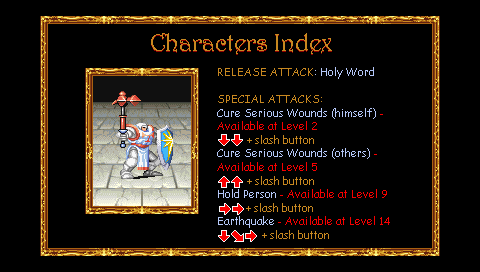 Characters Index
RELEASE ATTACK: Holy Word
SPECIAL ATTACKS:
Cure Serious Wounds (himself) -
Available at Level 2
+ slash button
Cure Serious Wounds (others) -
Available at Level 5
+ slash button
Hold Person - Available at Level 9
+ slash button
Earthquake - Available at Level 14
+ slash button